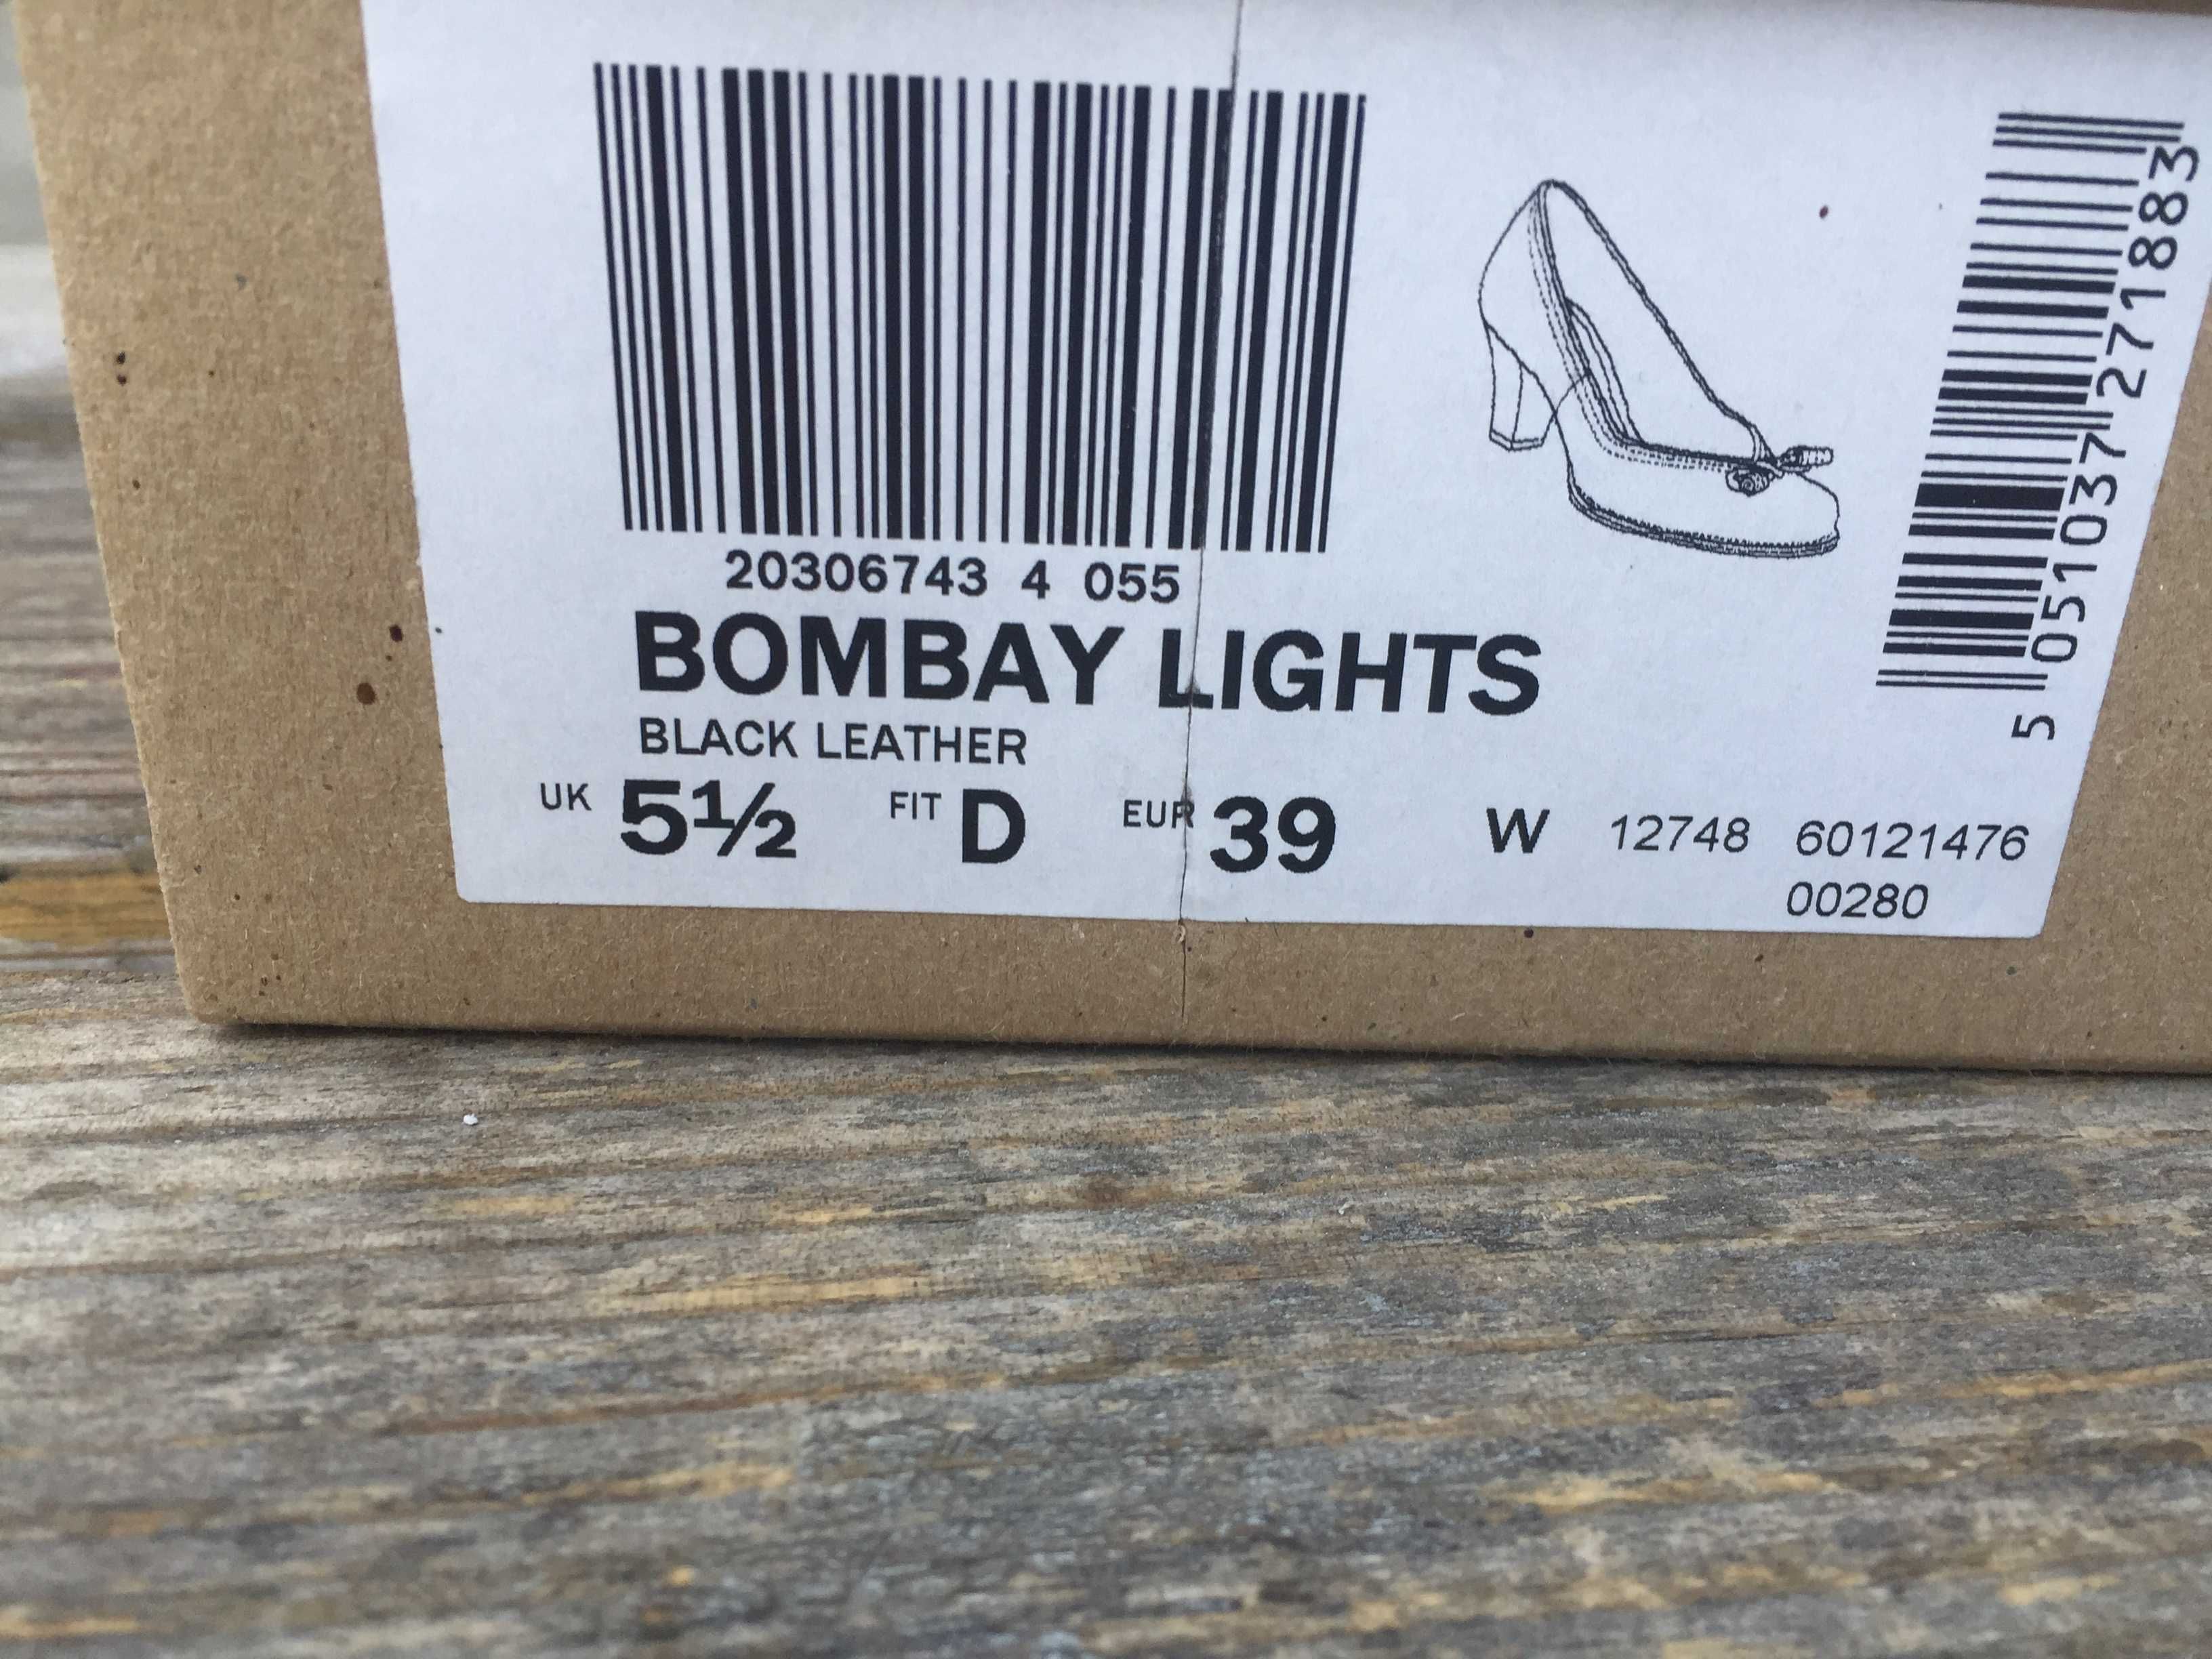 20306743 4 055
BOMBAY LIGHTS
BLACK LEATHER
UK 5½ FIT D EUR 39 W 12748 60121476
00280
5 051037 271883